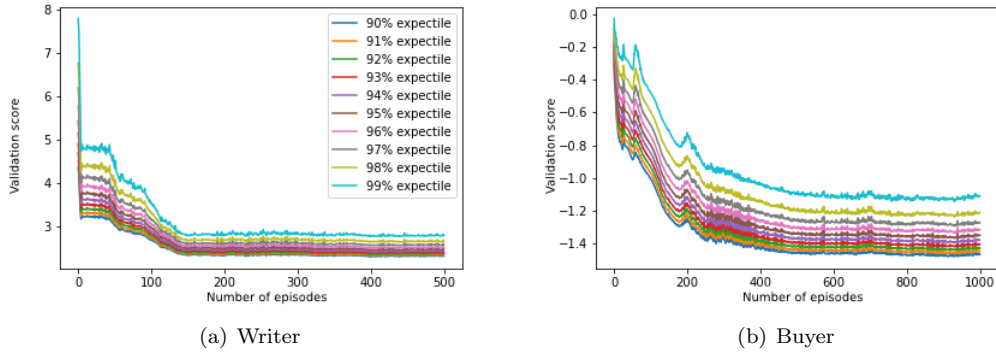 8
7
6
5
4
3
Validation score
0
100
200
300
400
500
Number of episodes
90% expectile
91% expectile
92% expectile
93% expectile
94% expectile
95% expectile
96% expectile
97% expectile
98% expectile
99% expectile
(a) Writer
0.0
−0.2
−0.4
−0.6
−0.8
−1.0
−1.2
−1.4
Validation score
0
200
400
600
800
1000
Number of episodes
(b) Buyer